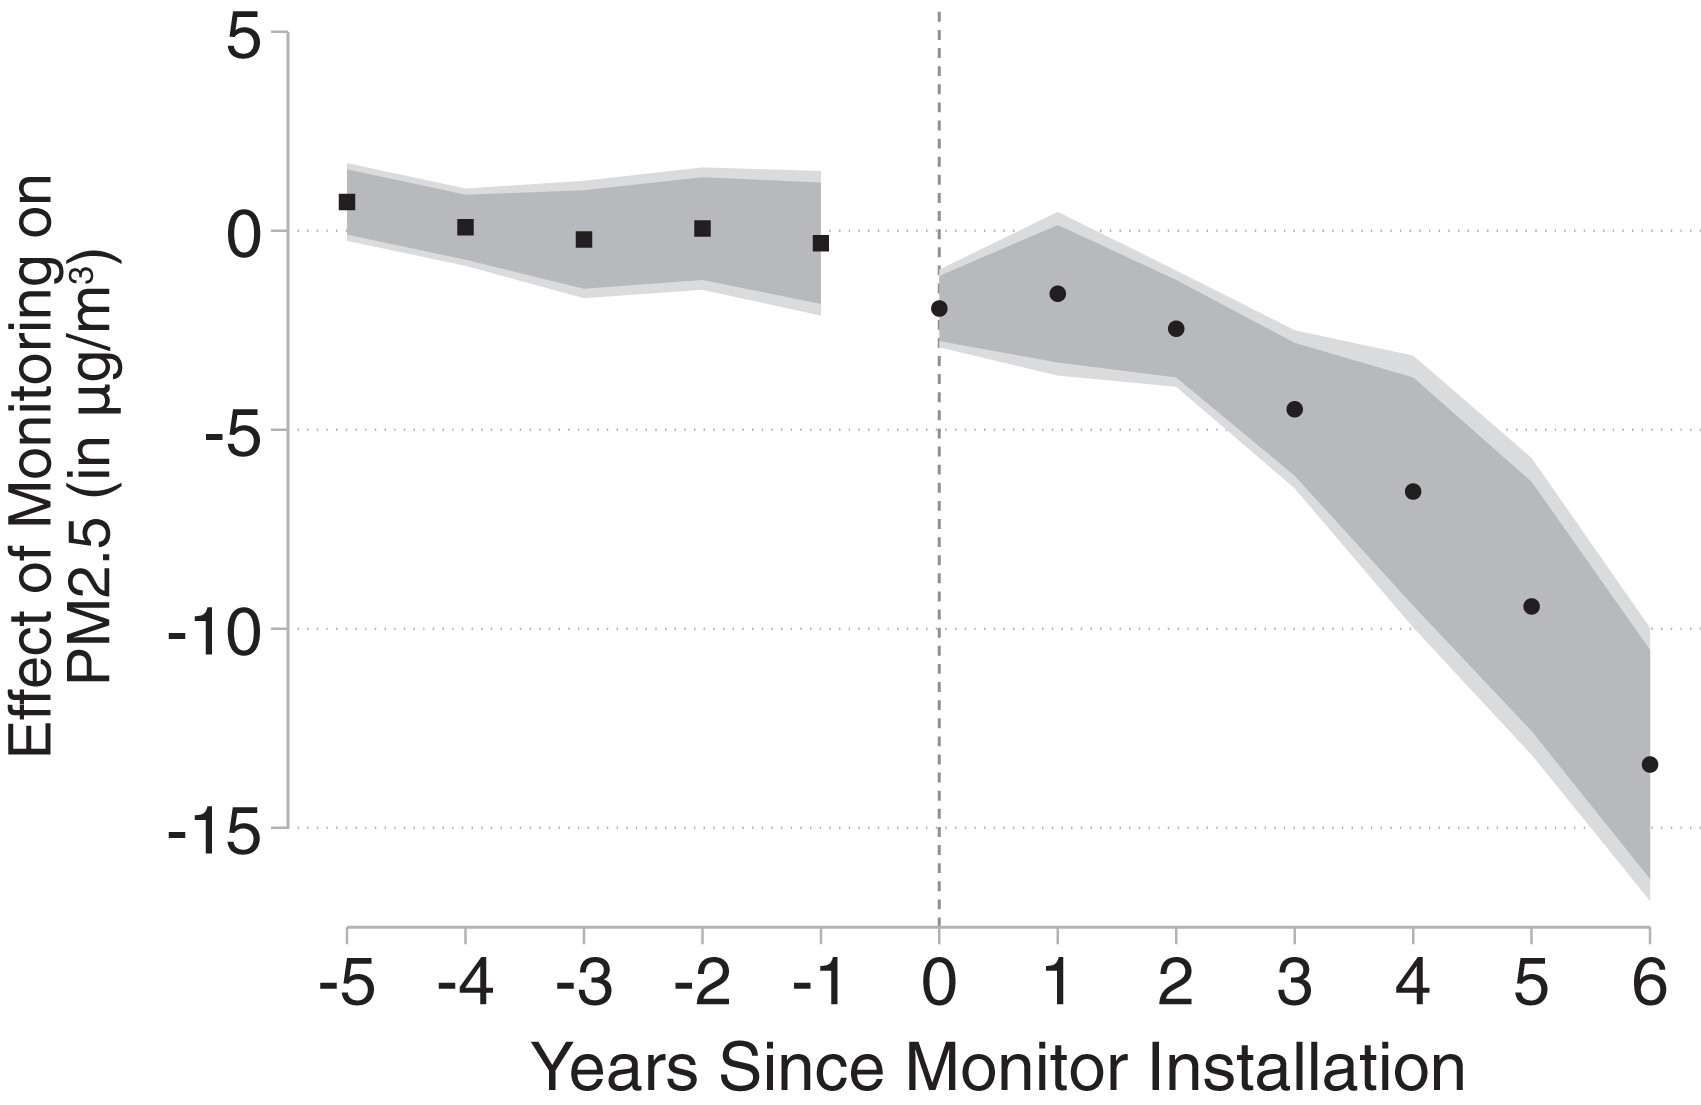 Effect of Monitoring on
PM2.5 (in µg/m³)
5
0
-5
-10
-15
-5 -4 -3 -2 -1 0 1 2 3 4 5 6
Years Since Monitor Installation